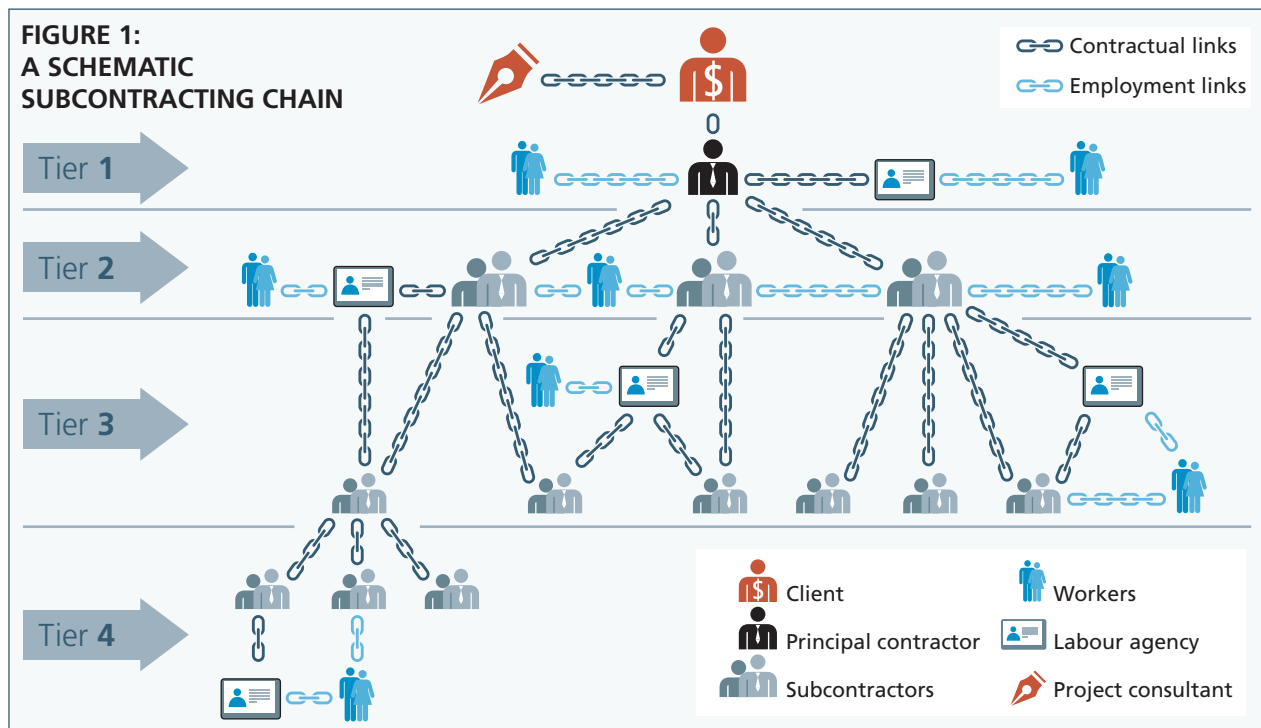 FIGURE 1:
A SCHEMATIC
SUBCONTRACTING CHAIN
Contractual links
Employment links
$
Tier 1
Tier 2
Tier 3
Tier 4
$
Client
Workers
Principal contractor
Labour agency
Subcontractors
Project consultant